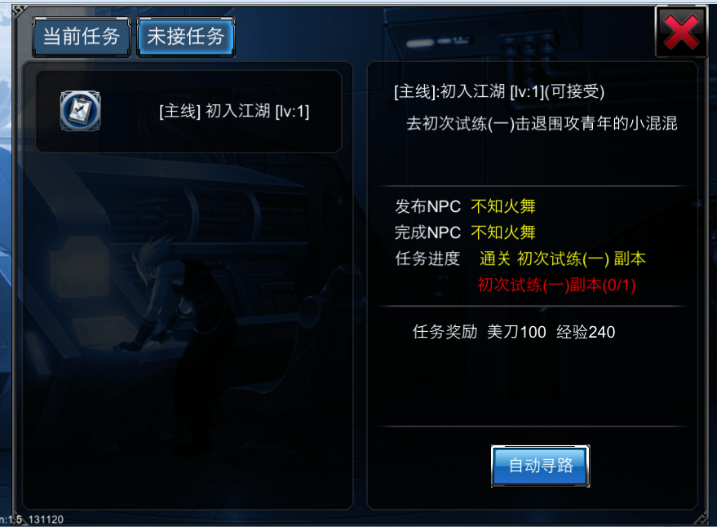 当前任务 未接任务
[主线] 初入江湖 [lv:1]
[主线]:初入江湖 [lv:1](可接受)
去初次试练(一)击退围攻青年的小混混
发布NPC 不知火舞
完成NPC 不知火舞
任务进度 通关 初次试练(一) 副本
初次试练(一)副本(0/1)
任务奖励 美刀100 经验240
自动寻路
n:1.5_131120